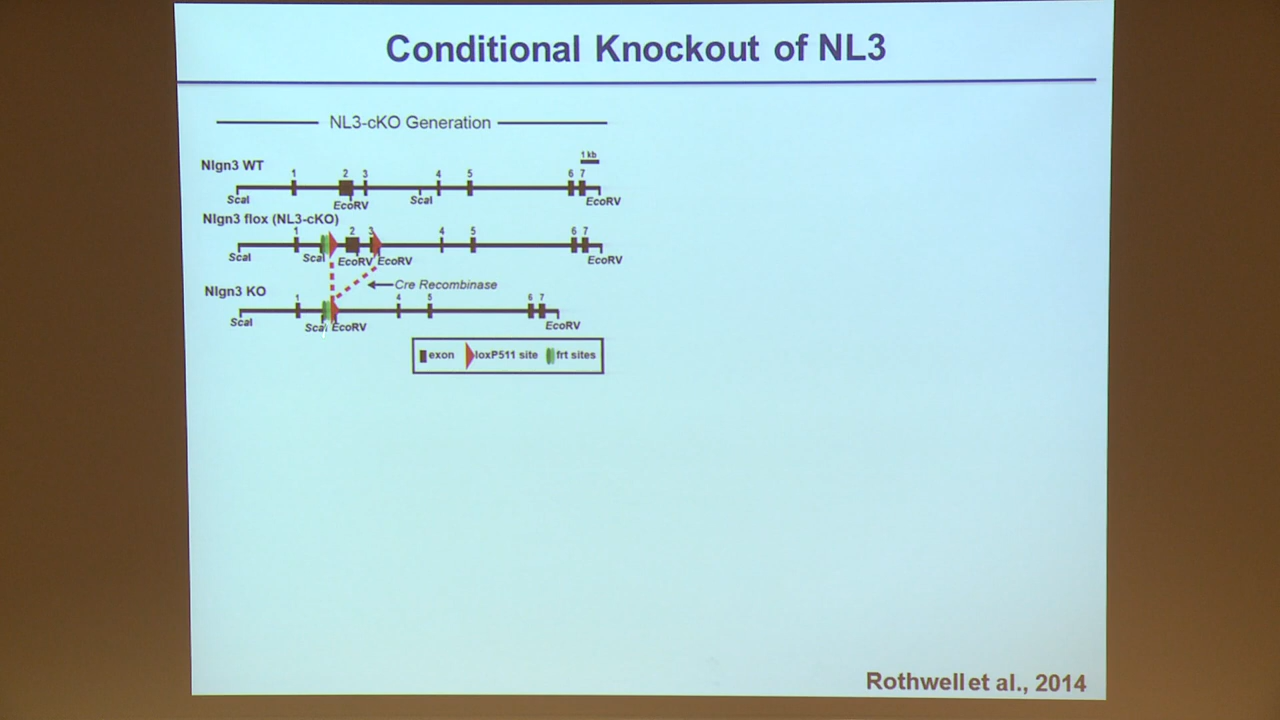 Conditional Knockout of NL3
NL3-cKO Generation
1 kb
Nlgn3 WT
1 2 3 4 5 6 7
ScaI EcoRV ScaI EcoRV
Nlgn3 flox (NL3-cKO)
1 2 3 4 5 6 7
ScaI ScaI EcoRV EcoRV EcoRV
Cre Recombinase
Nlgn3 KO
1 4 5 6 7
ScaI ScaI EcoRV EcoRV
exon loxP511 site frt sites
Rothwell et al., 2014